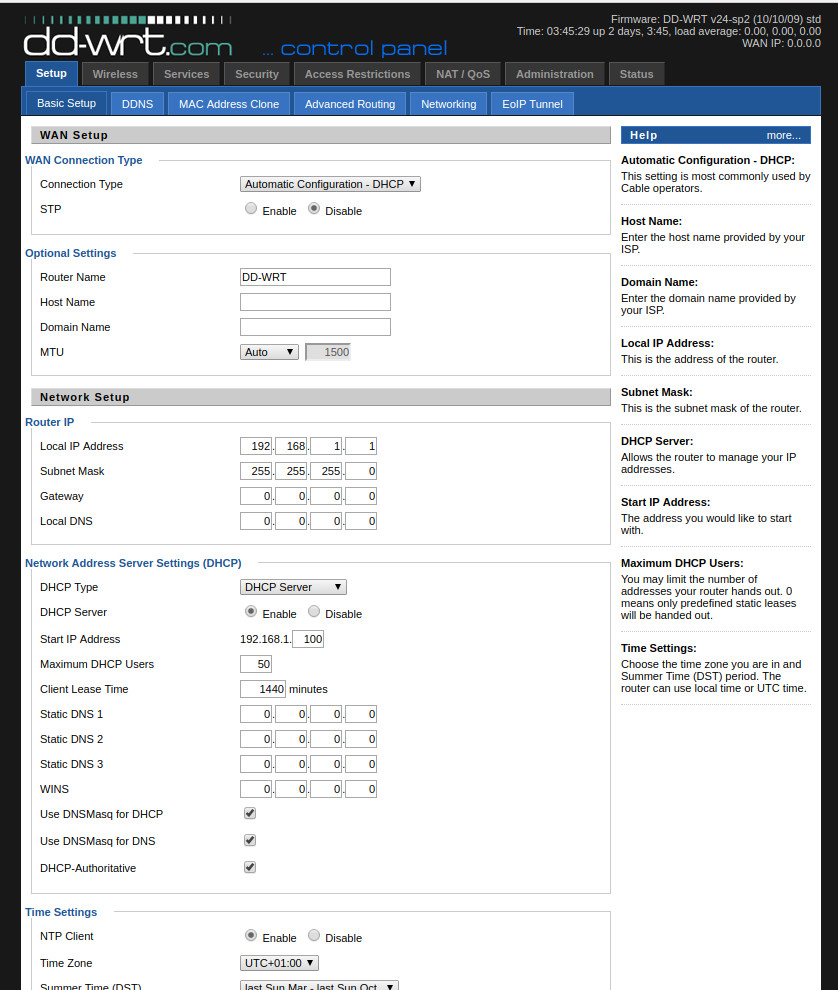 Firmware: DD-WRT v24-sp2 (10/10/09) std
Time: 03:45:29 up 2 days, 3:45, load average: 0.00, 0.00, 0.00
WAN IP: 0.0.0.0
dd-wrt.com ... control panel
Setup Wireless Services Security Access Restrictions NAT / QoS Administration Status
Basic Setup DDNS MAC Address Clone Advanced Routing Networking EoIP Tunnel
WAN Setup
WAN Connection Type
Connection Type Automatic Configuration - DHCP
STP Enable Disable
Optional Settings
Router Name DD-WRT
Host Name
Domain Name
MTU Auto 1500
Network Setup
Router IP
Local IP Address 192. 168. 1. 1
Subnet Mask 255. 255. 255. 0
Gateway 0. 0. 0. 0
Local DNS 0. 0. 0. 0
Network Address Server Settings (DHCP)
DHCP Type DHCP Server
DHCP Server Enable Disable
Start IP Address 192.168.1. 100
Maximum DHCP Users 50
Client Lease Time 1440 minutes
Static DNS 1 0. 0. 0. 0
Static DNS 2 0. 0. 0. 0
Static DNS 3 0. 0. 0. 0
WINS 0. 0. 0. 0
Use DNSMasq for DHCP
Use DNSMasq for DNS
DHCP-Authoritative
Time Settings
NTP Client Enable Disable
Time Zone UTC+01:00
Summer Time (DST) last Sun Mar - last Sun Oct
Help more...
Automatic Configuration - DHCP:
This setting is most commonly used by
Cable operators.
Host Name:
Enter the host name provided by your
ISP.
Domain Name:
Enter the domain name provided by
your ISP.
Local IP Address:
This is the address of the router.
Subnet Mask:
This is the subnet mask of the router.
DHCP Server:
Allows the router to manage your IP
addresses.
Start IP Address:
The address you would like to start
with.
Maximum DHCP Users:
You may limit the number of
addresses your router hands out. 0
means only predefined static leases
will be handed out.
Time Settings:
Choose the time zone you are in and
Summer Time (DST) period. The
router can use local time or UTC time.